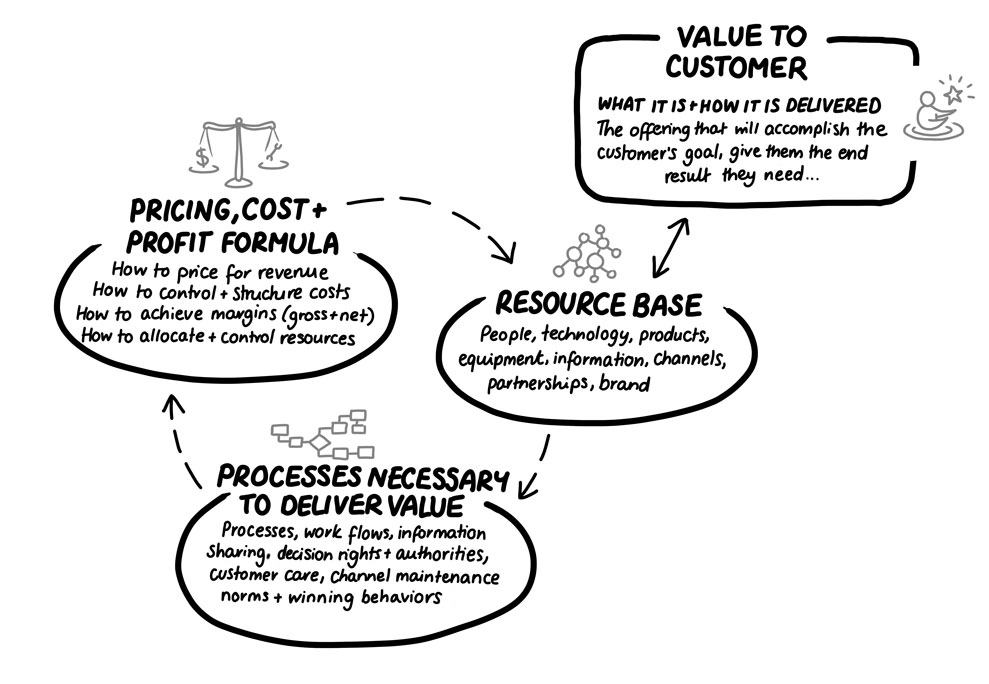 VALUE TO
CUSTOMER
WHAT IT IS + HOW IT IS DELIVERED
The offering that will accomplish the
customer's goal, give them the end
result they need...
$
PRICING, COST +
PROFIT FORMULA
How to price for revenue
How to control + structure costs
How to achieve margins (gross + net)
How to allocate + control resources
RESOURCE BASE
People, technology, products,
equipment, information, channels,
partnerships, brand
PROCESSES NECESSARY
TO DELIVER VALUE
Processes, work flows, information
sharing, decision rights + authorities,
customer care, channel maintenance
norms + winning behaviors